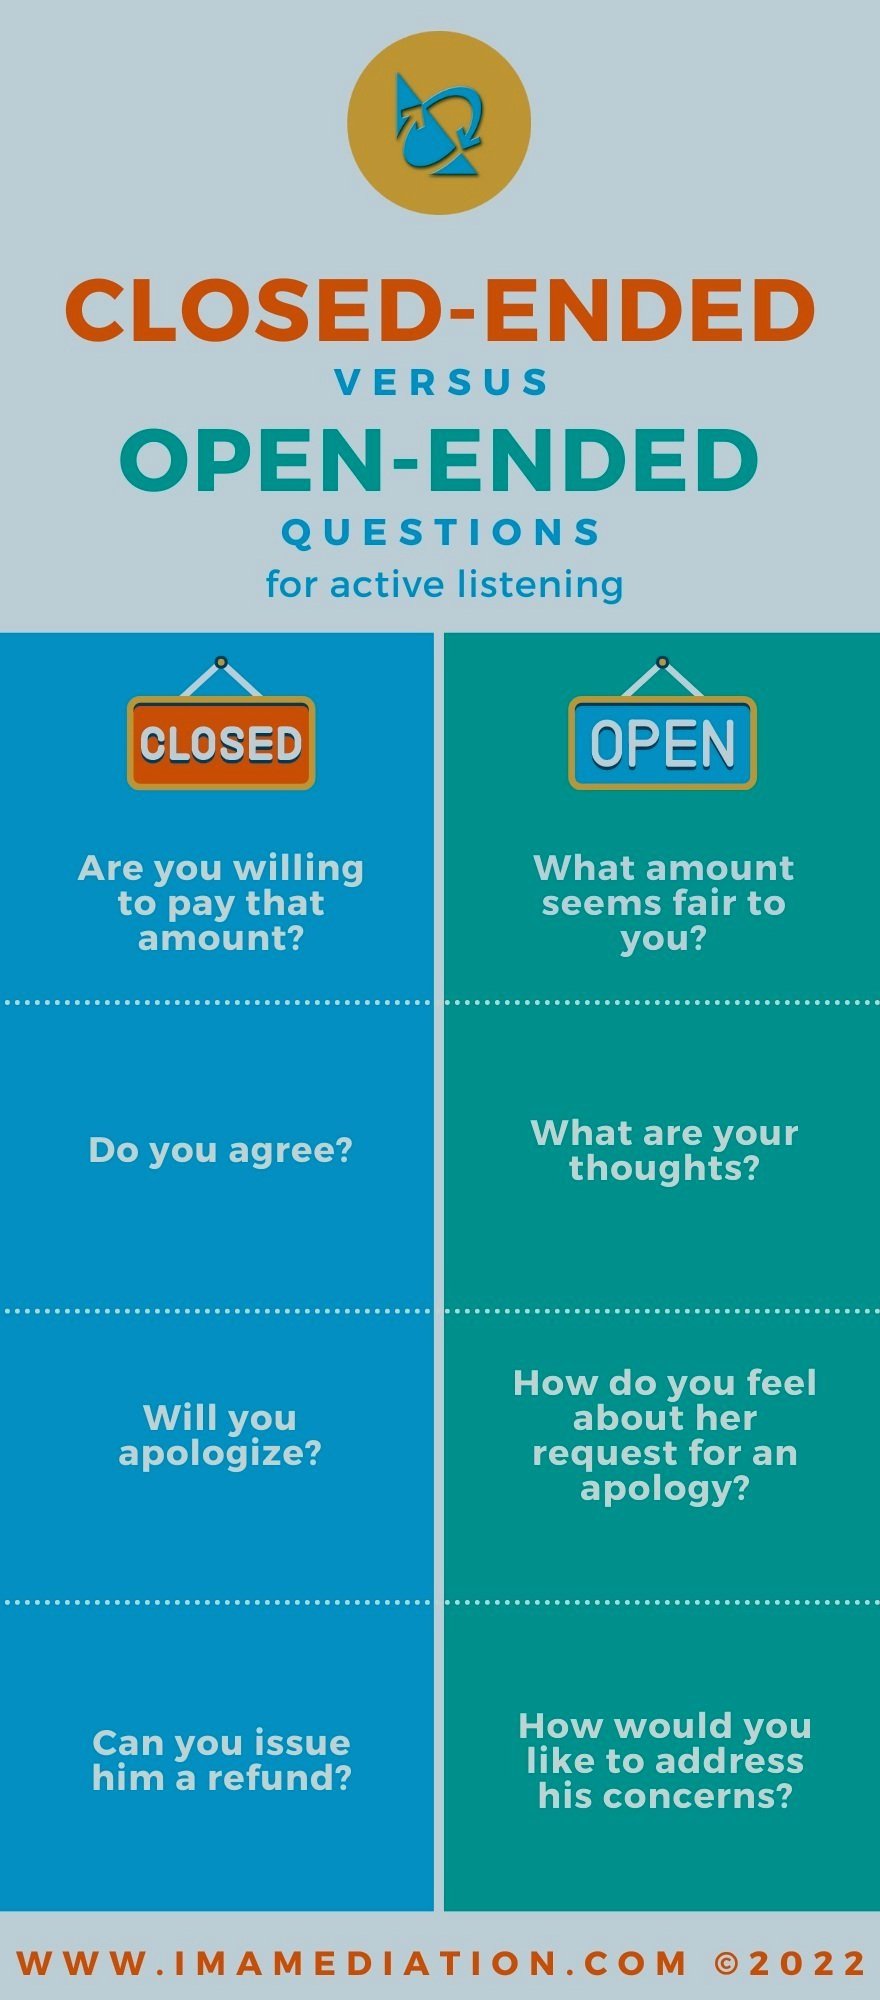 CLOSED-ENDED
VERSUS
OPEN-ENDED
QUESTIONS
for active listening
CLOSED
Are you willing
to pay that
amount?
Do you agree?
Will you
apologize?
Can you issue
him a refund?
OPEN
What amount
seems fair to
you?
What are your
thoughts?
How do you feel
about her
request for an
apology?
How would you
like to address
his concerns?
WWW.IMAMEDIATION.COM ©2022